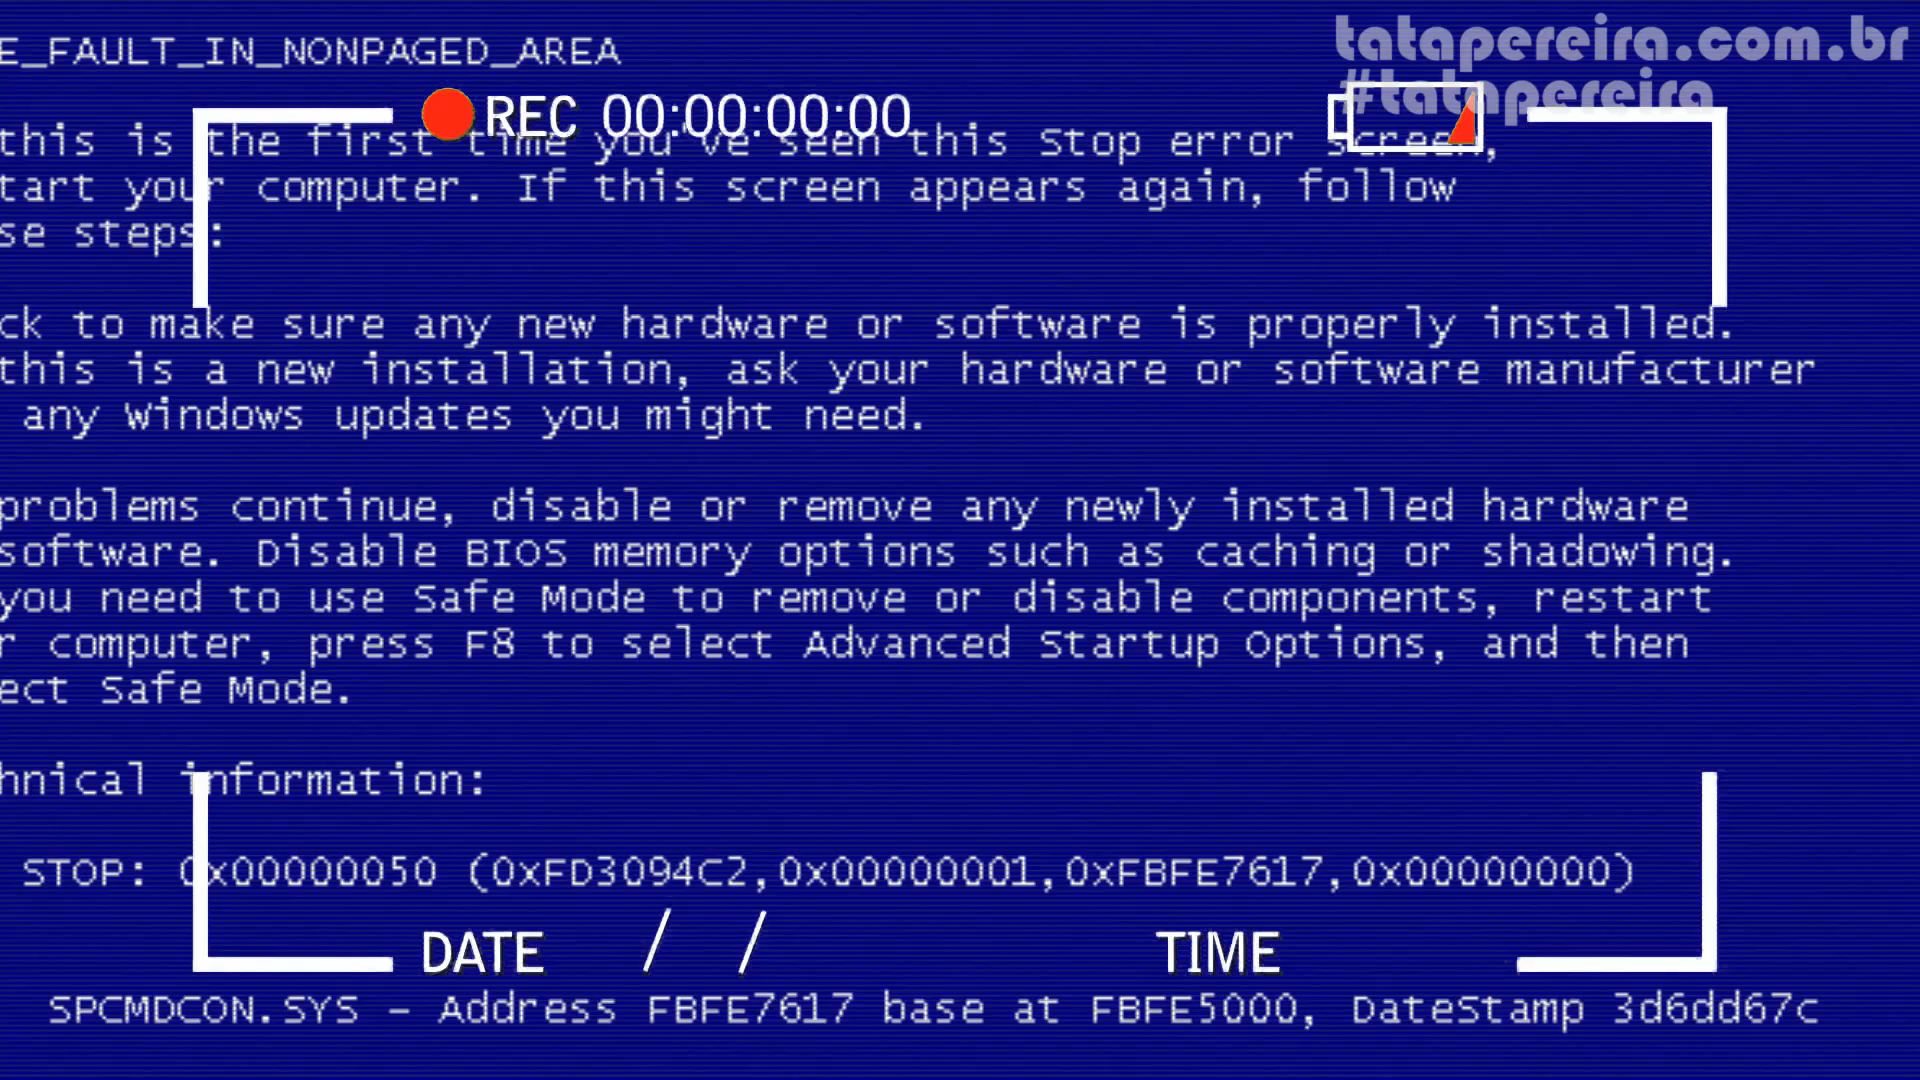 tatapereira.com.br
#tatapereira
E_FAULT_IN_NONPAGED_AREA
REC 00:00:00:00
this is the first time you've seen this Stop error screen,
tart your computer. If this screen appears again, follow
se steps:
ck to make sure any new hardware or software is properly installed.
this is a new installation, ask your hardware or software manufacturer
any Windows updates you might need.
problems continue, disable or remove any newly installed hardware
software. Disable BIOS memory options such as caching or shadowing.
you need to use Safe Mode to remove or disable components, restart
r computer, press F8 to select Advanced Startup Options, and then
ect Safe Mode.
hnical information:
STOP: 0x00000050 (0xFD3094C2,0x00000001,0xFBFE7617,0x00000000)
DATE / / TIME
SPCMDCON.SYS – Address FBFE7617 base at FBFE5000, DateStamp 3d6dd67c